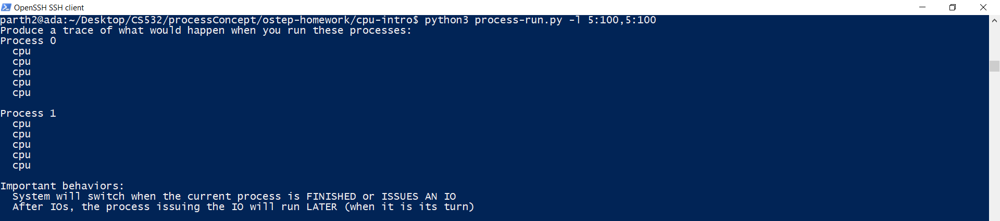 OpenSSH SSH client
parth2@ada:~/Desktop/CS532/processConcept/ostep-homework/cpu-intro$ python3 process-run.py -l 5:100,5:100
Produce a trace of what would happen when you run these processes:
Process 0
  cpu
  cpu
  cpu
  cpu
  cpu

Process 1
  cpu
  cpu
  cpu
  cpu
  cpu

Important behaviors:
  System will switch when the current process is FINISHED or ISSUES AN IO
  After IOs, the process issuing the IO will run LATER (when it is its turn)